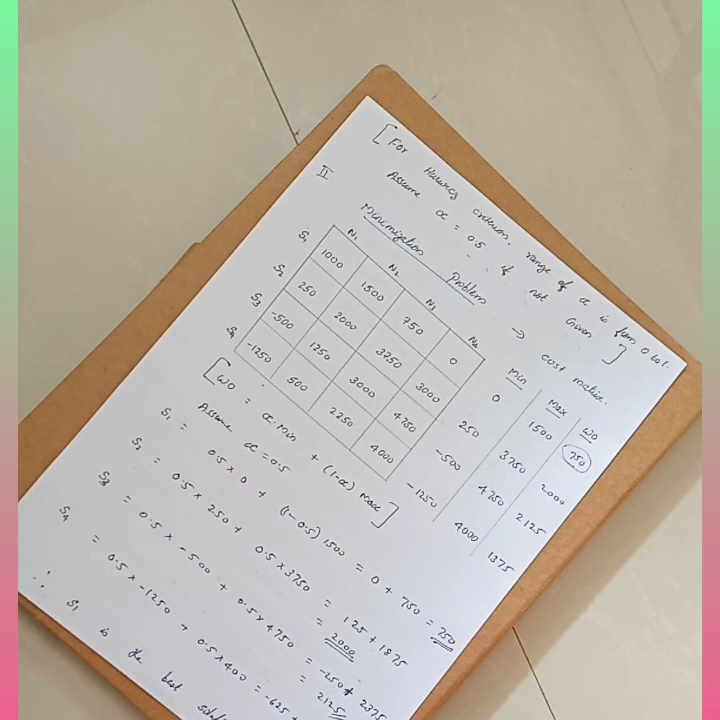 [For Hurwicz criterion, range of α is from 0 to 1.
Assume α = 0.5 if not Given]
II Minimization Problem → cost matrix.
N1 N2 N3 N4 Min Max WO
S1 1000 1500 750 0 0 1500 750
S2 250 2000 3750 3000 250 3750 2000
S3 -500 1250 3000 4750 -500 4750 2125
S4 -1250 500 2250 4000 -1250 4000 1375
[WO = α.Min + (1-α) Max]
Assume α = 0.5
S1 = 0.5 x 0 + (1-0.5) 1500 = 0 + 750 = 750
S2 = 0.5 x 250 + 0.5 x 3750 = 125 + 1875
= 2000
S3 = 0.5 x -500 + 0.5 x 4750 = -250 + 2375
= 2125
S4 = 0.5 x -1250 + 0.5 x 400 = -625 +
∴ S1 is the best